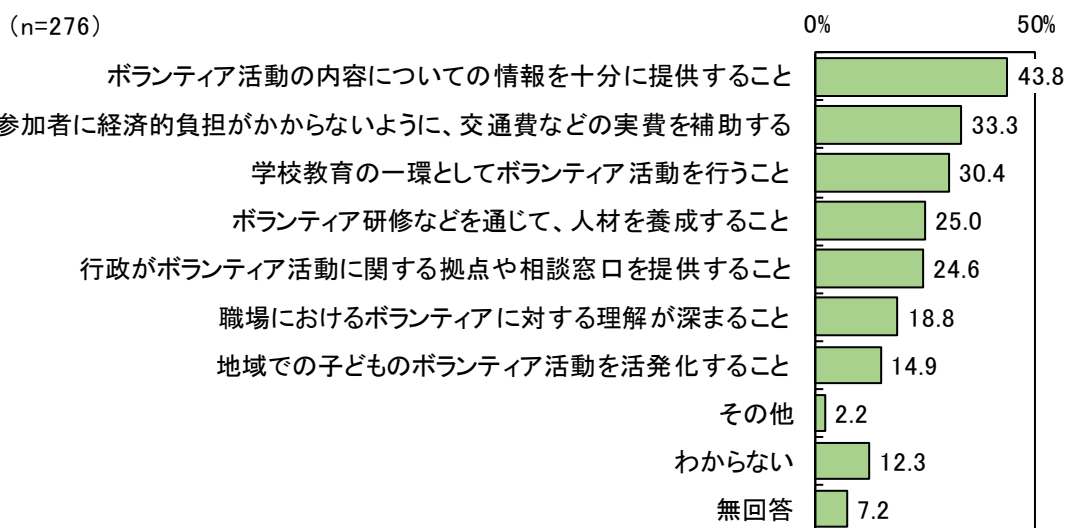 （n=276）
0% 50%
ボランティア活動の内容についての情報を十分に提供すること 43.8
参加者に経済的負担がかからないように、交通費などの実費を補助する 33.3
学校教育の一環としてボランティア活動を行うこと 30.4
ボランティア研修などを通じて、人材を養成すること 25.0
行政がボランティア活動に関する拠点や相談窓口を提供すること 24.6
職場におけるボランティアに対する理解が深まること 18.8
地域での子どものボランティア活動を活発化すること 14.9
その他 2.2
わからない 12.3
無回答 7.2